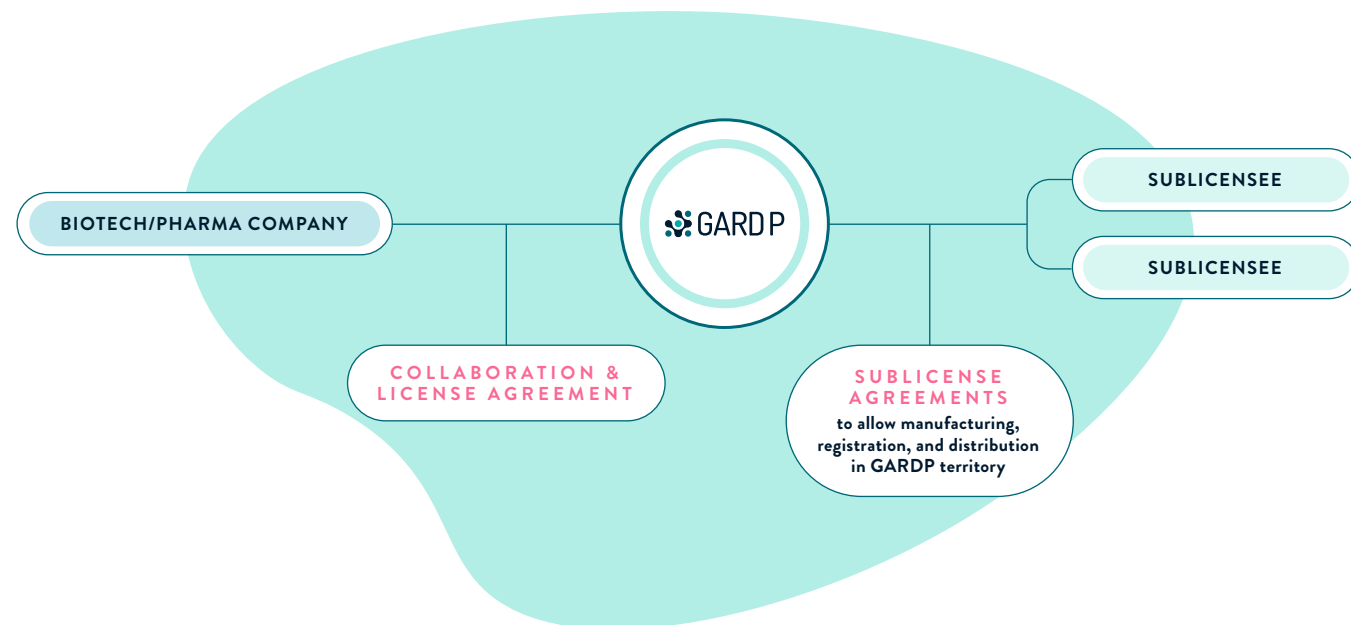 BIOTECH/PHARMA COMPANY
GARDP
SUBLICENSEE
SUBLICENSEE
COLLABORATION &
LICENSE AGREEMENT
SUBLICENSE
AGREEMENTS
to allow manufacturing,
registration, and distribution
in GARDP territory